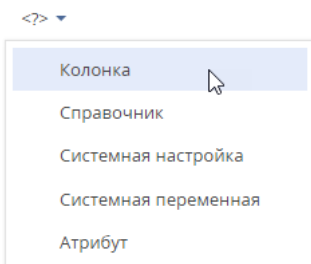 <?>
Колонка
Справочник
Системная настройка
Системная переменная
Атрибут